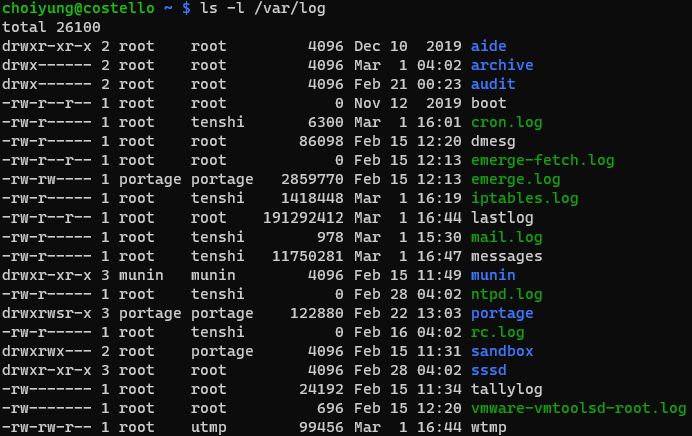 choiyung@costello ~ $ ls -l /var/log
total 26100
drwxr-xr-x 2 root    root         4096 Dec 10  2019 aide
drwx------ 2 root    root         4096 Mar  1 04:02 archive
drwx------ 2 root    root         4096 Feb 21 00:23 audit
-rw-r--r-- 1 root    root            0 Nov 12  2019 boot
-rw-r----- 1 root    tenshi       6300 Mar  1 16:01 cron.log
-rw-r----- 1 root    root        86098 Feb 15 12:20 dmesg
-rw-r--r-- 1 root    root            0 Feb 15 12:13 emerge-fetch.log
-rw-rw---- 1 portage portage   2859770 Feb 15 12:13 emerge.log
-rw-r----- 1 root    tenshi    1418448 Mar  1 16:19 iptables.log
-rw-r--r-- 1 root    root    191292412 Mar  1 16:44 lastlog
-rw-r----- 1 root    tenshi        978 Mar  1 15:30 mail.log
-rw-r----- 1 root    tenshi   11750281 Mar  1 16:47 messages
drwxr-xr-x 3 munin   munin        4096 Feb 15 11:49 munin
-rw-r----- 1 root    tenshi          0 Feb 28 04:02 ntpd.log
drwxrwsr-x 3 portage portage    122880 Feb 22 13:03 portage
-rw-r----- 1 root    tenshi          0 Feb 16 04:02 rc.log
drwxrwx--- 2 root    portage      4096 Feb 15 11:31 sandbox
drwxr-xr-x 3 root    root         4096 Feb 28 04:02 sssd
-rw------- 1 root    root        24192 Feb 15 11:34 tallylog
-rw------- 1 root    root          696 Feb 15 12:20 vmware-vmtoolsd-root.log
-rw-rw-r-- 1 root    utmp        99456 Mar  1 16:44 wtmp